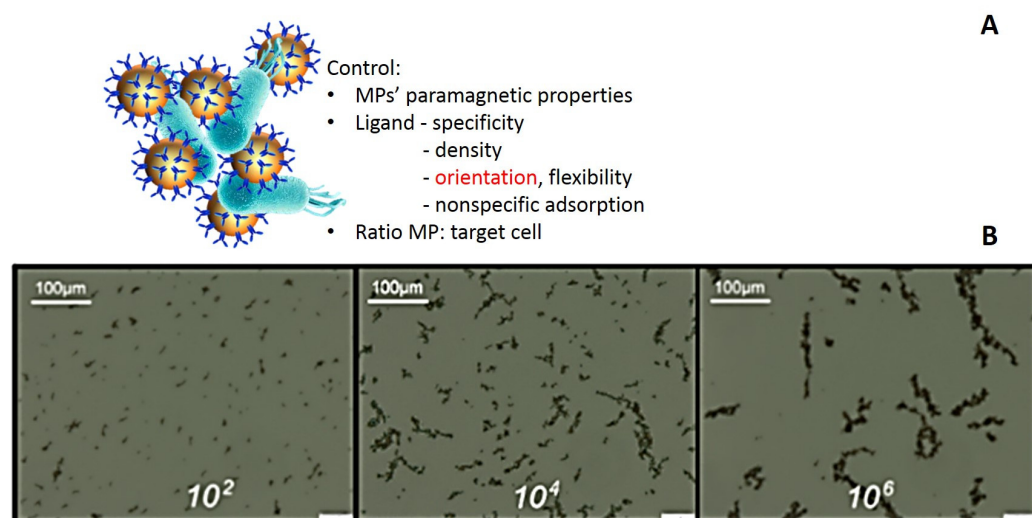 A
Control:
• MPs’ paramagnetic properties
• Ligand - specificity
- density
- orientation, flexibility
- nonspecific adsorption
• Ratio MP: target cell
B
100µm 100µm 100µm
10² 10⁴ 10⁶